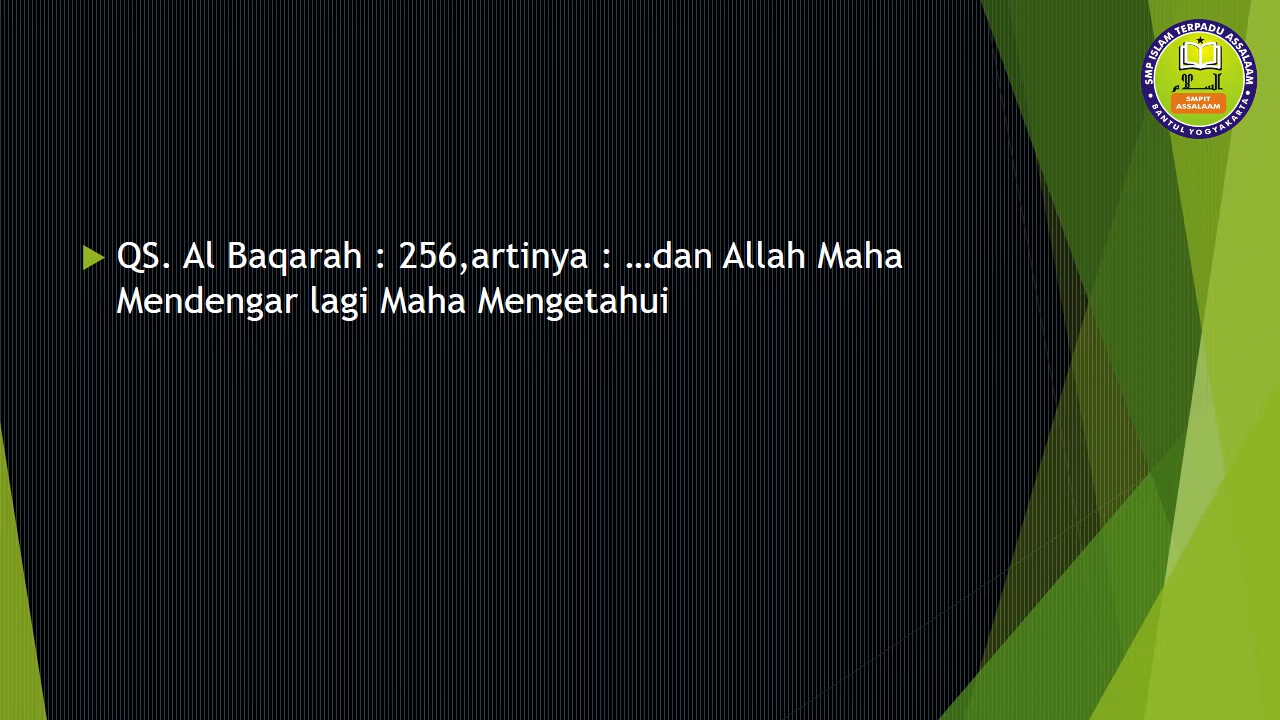 SMP ISLAM TERPADU ASSALAAM
SMPIT
ASSALAAM
• BANTUL YOGYAKARTA •
QS. Al Baqarah : 256,artinya : …dan Allah Maha
Mendengar lagi Maha Mengetahui